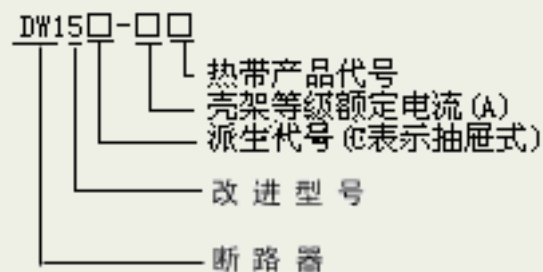 DW15□-□□
热带产品代号
壳架等级额定电流(A)
派生代号(C表示抽屉式)
改进型号
断路器